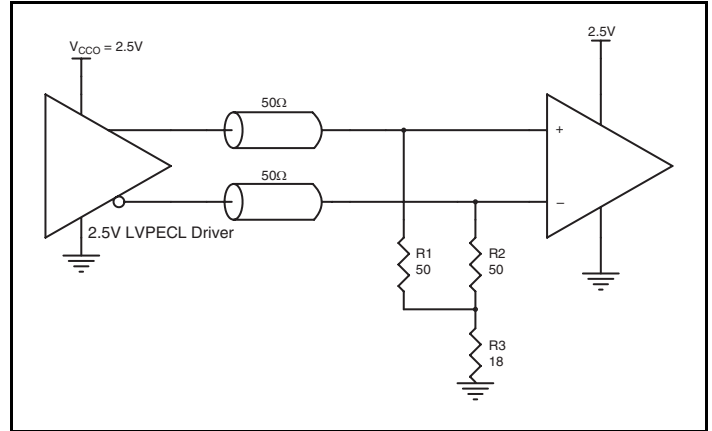 V_CCO = 2.5V
2.5V
50Ω
+
50Ω
–
2.5V LVPECL Driver
R1
50
R2
50
R3
18